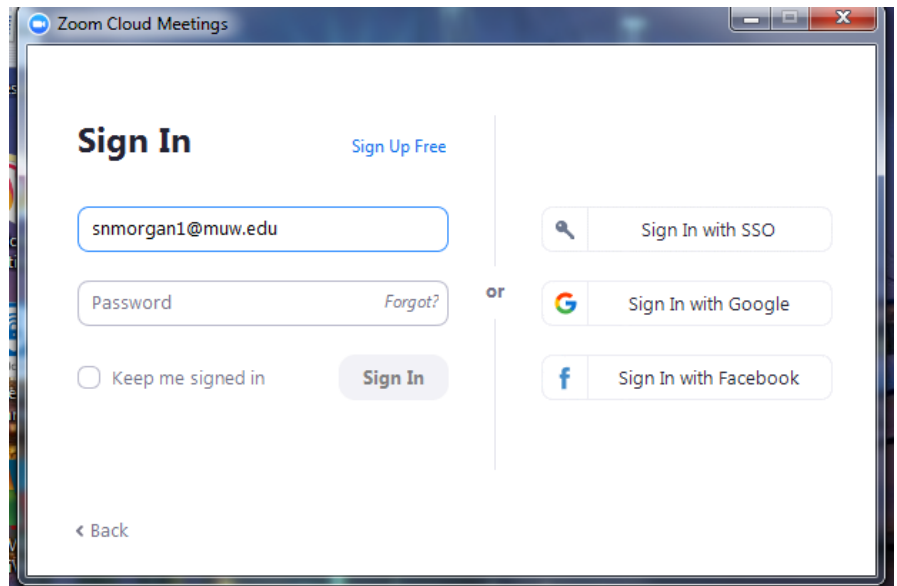 Zoom Cloud Meetings
Sign In
Sign Up Free
snmorgan1@muw.edu
Password
Forgot?
Keep me signed in
Sign In
or
Sign In with SSO
Sign In with Google
Sign In with Facebook
Back